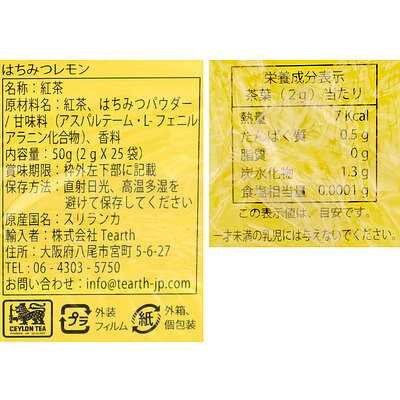 はちみつレモン
名称：紅茶
原材料名：紅茶、はちみつパウダー
/ 甘味料（アスパルテーム・L- フェニル
アラニン化合物）、香料
内容量：50g (2 g X 25 袋)
賞味期限：枠外左下部に記載
保存方法：直射日光、高温多湿を
避けて保存してください
原産国名：スリランカ
輸入者：株式会社 Tearth
住所：大阪府八尾市宮町 5-6-27
TEL：06 - 4303 - 5750
お問い合わせ：info@tearth-jp.com
CEYLON TEA
プラ
外装
フィルム
紙
外箱、
個包装
栄養成分表示
茶葉（2g）当たり
熱量 7 Kcal
たんぱく質 0.5 g
脂質 0 g
炭水化物 1.3 g
食塩相当量 0.0001 g
この表示値は、目安です。
一才未満の乳児には与えないでください。